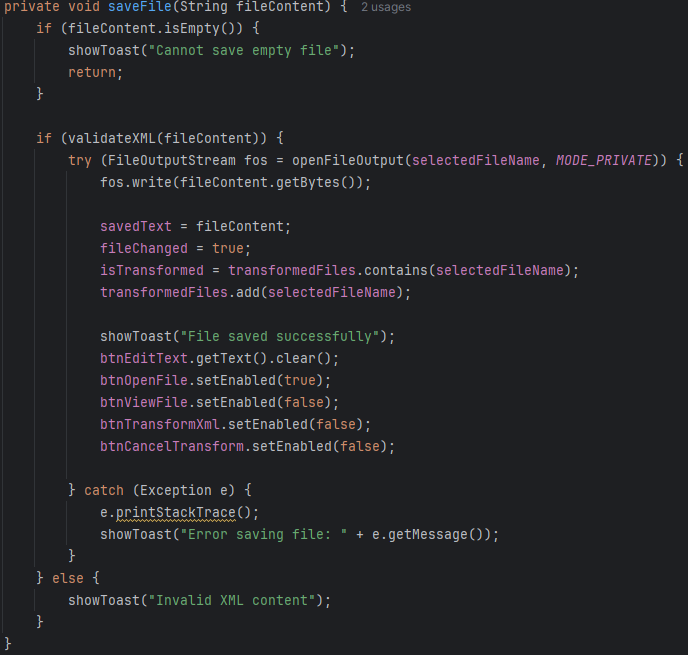 private void saveFile(String fileContent) { 2 usages
    if (fileContent.isEmpty()) {
        showToast("Cannot save empty file");
        return;
    }

    if (validateXML(fileContent)) {
        try (FileOutputStream fos = openFileOutput(selectedFileName, MODE_PRIVATE)) {
            fos.write(fileContent.getBytes());

            savedText = fileContent;
            fileChanged = true;
            isTransformed = transformedFiles.contains(selectedFileName);
            transformedFiles.add(selectedFileName);

            showToast("File saved successfully");
            btnEditText.getText().clear();
            btnOpenFile.setEnabled(true);
            btnViewFile.setEnabled(false);
            btnTransformXml.setEnabled(false);
            btnCancelTransform.setEnabled(false);

        } catch (Exception e) {
            e.printStackTrace();
            showToast("Error saving file: " + e.getMessage());
        }
    } else {
        showToast("Invalid XML content");
    }
}